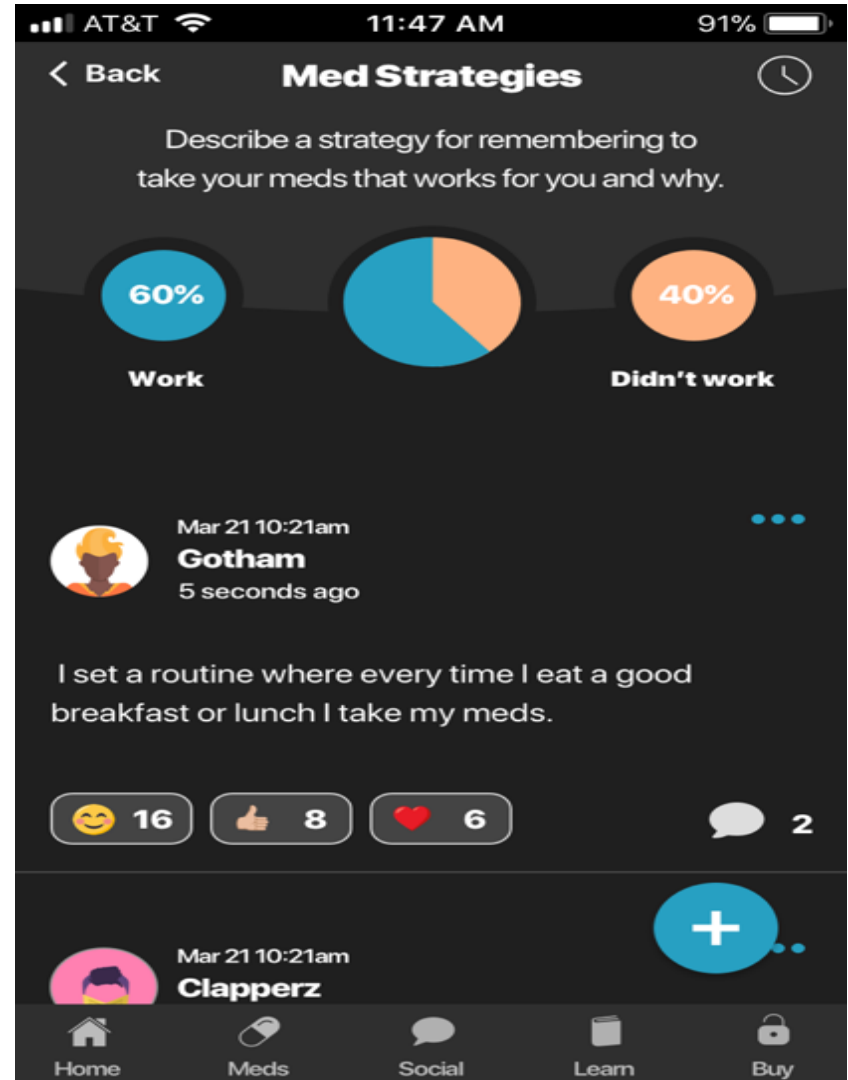 AT&T 11:47 AM 91%
Back Med Strategies
Describe a strategy for remembering to
take your meds that works for you and why.
60% 40%
Work Didn't work
Mar 21 10:21am
Gotham
5 seconds ago
I set a routine where every time I eat a good
breakfast or lunch I take my meds.
16 8 6 2
Mar 21 10:21am
Clapperz
Home Meds Social Learn Buy